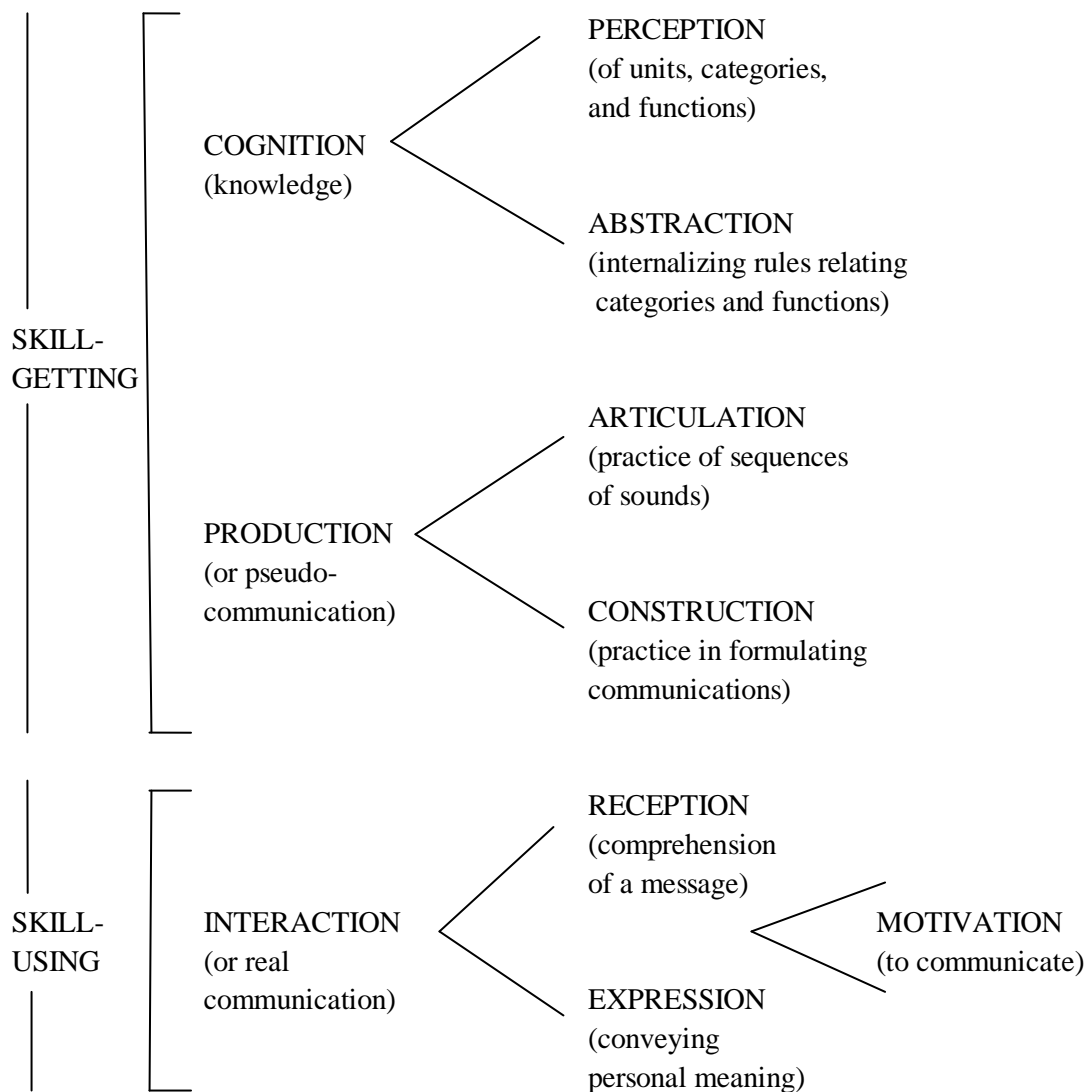 PERCEPTION
(of units, categories,
and functions)
COGNITION
(knowledge)
ABSTRACTION
(internalizing rules relating
categories and functions)
SKILL-
GETTING
ARTICULATION
(practice of sequences
of sounds)
PRODUCTION
(or pseudo-
communication)
CONSTRUCTION
(practice in formulating
communications)
RECEPTION
(comprehension
of a message)
SKILL-
USING
INTERACTION
(or real
communication)
MOTIVATION
(to communicate)
EXPRESSION
(conveying
personal meaning)